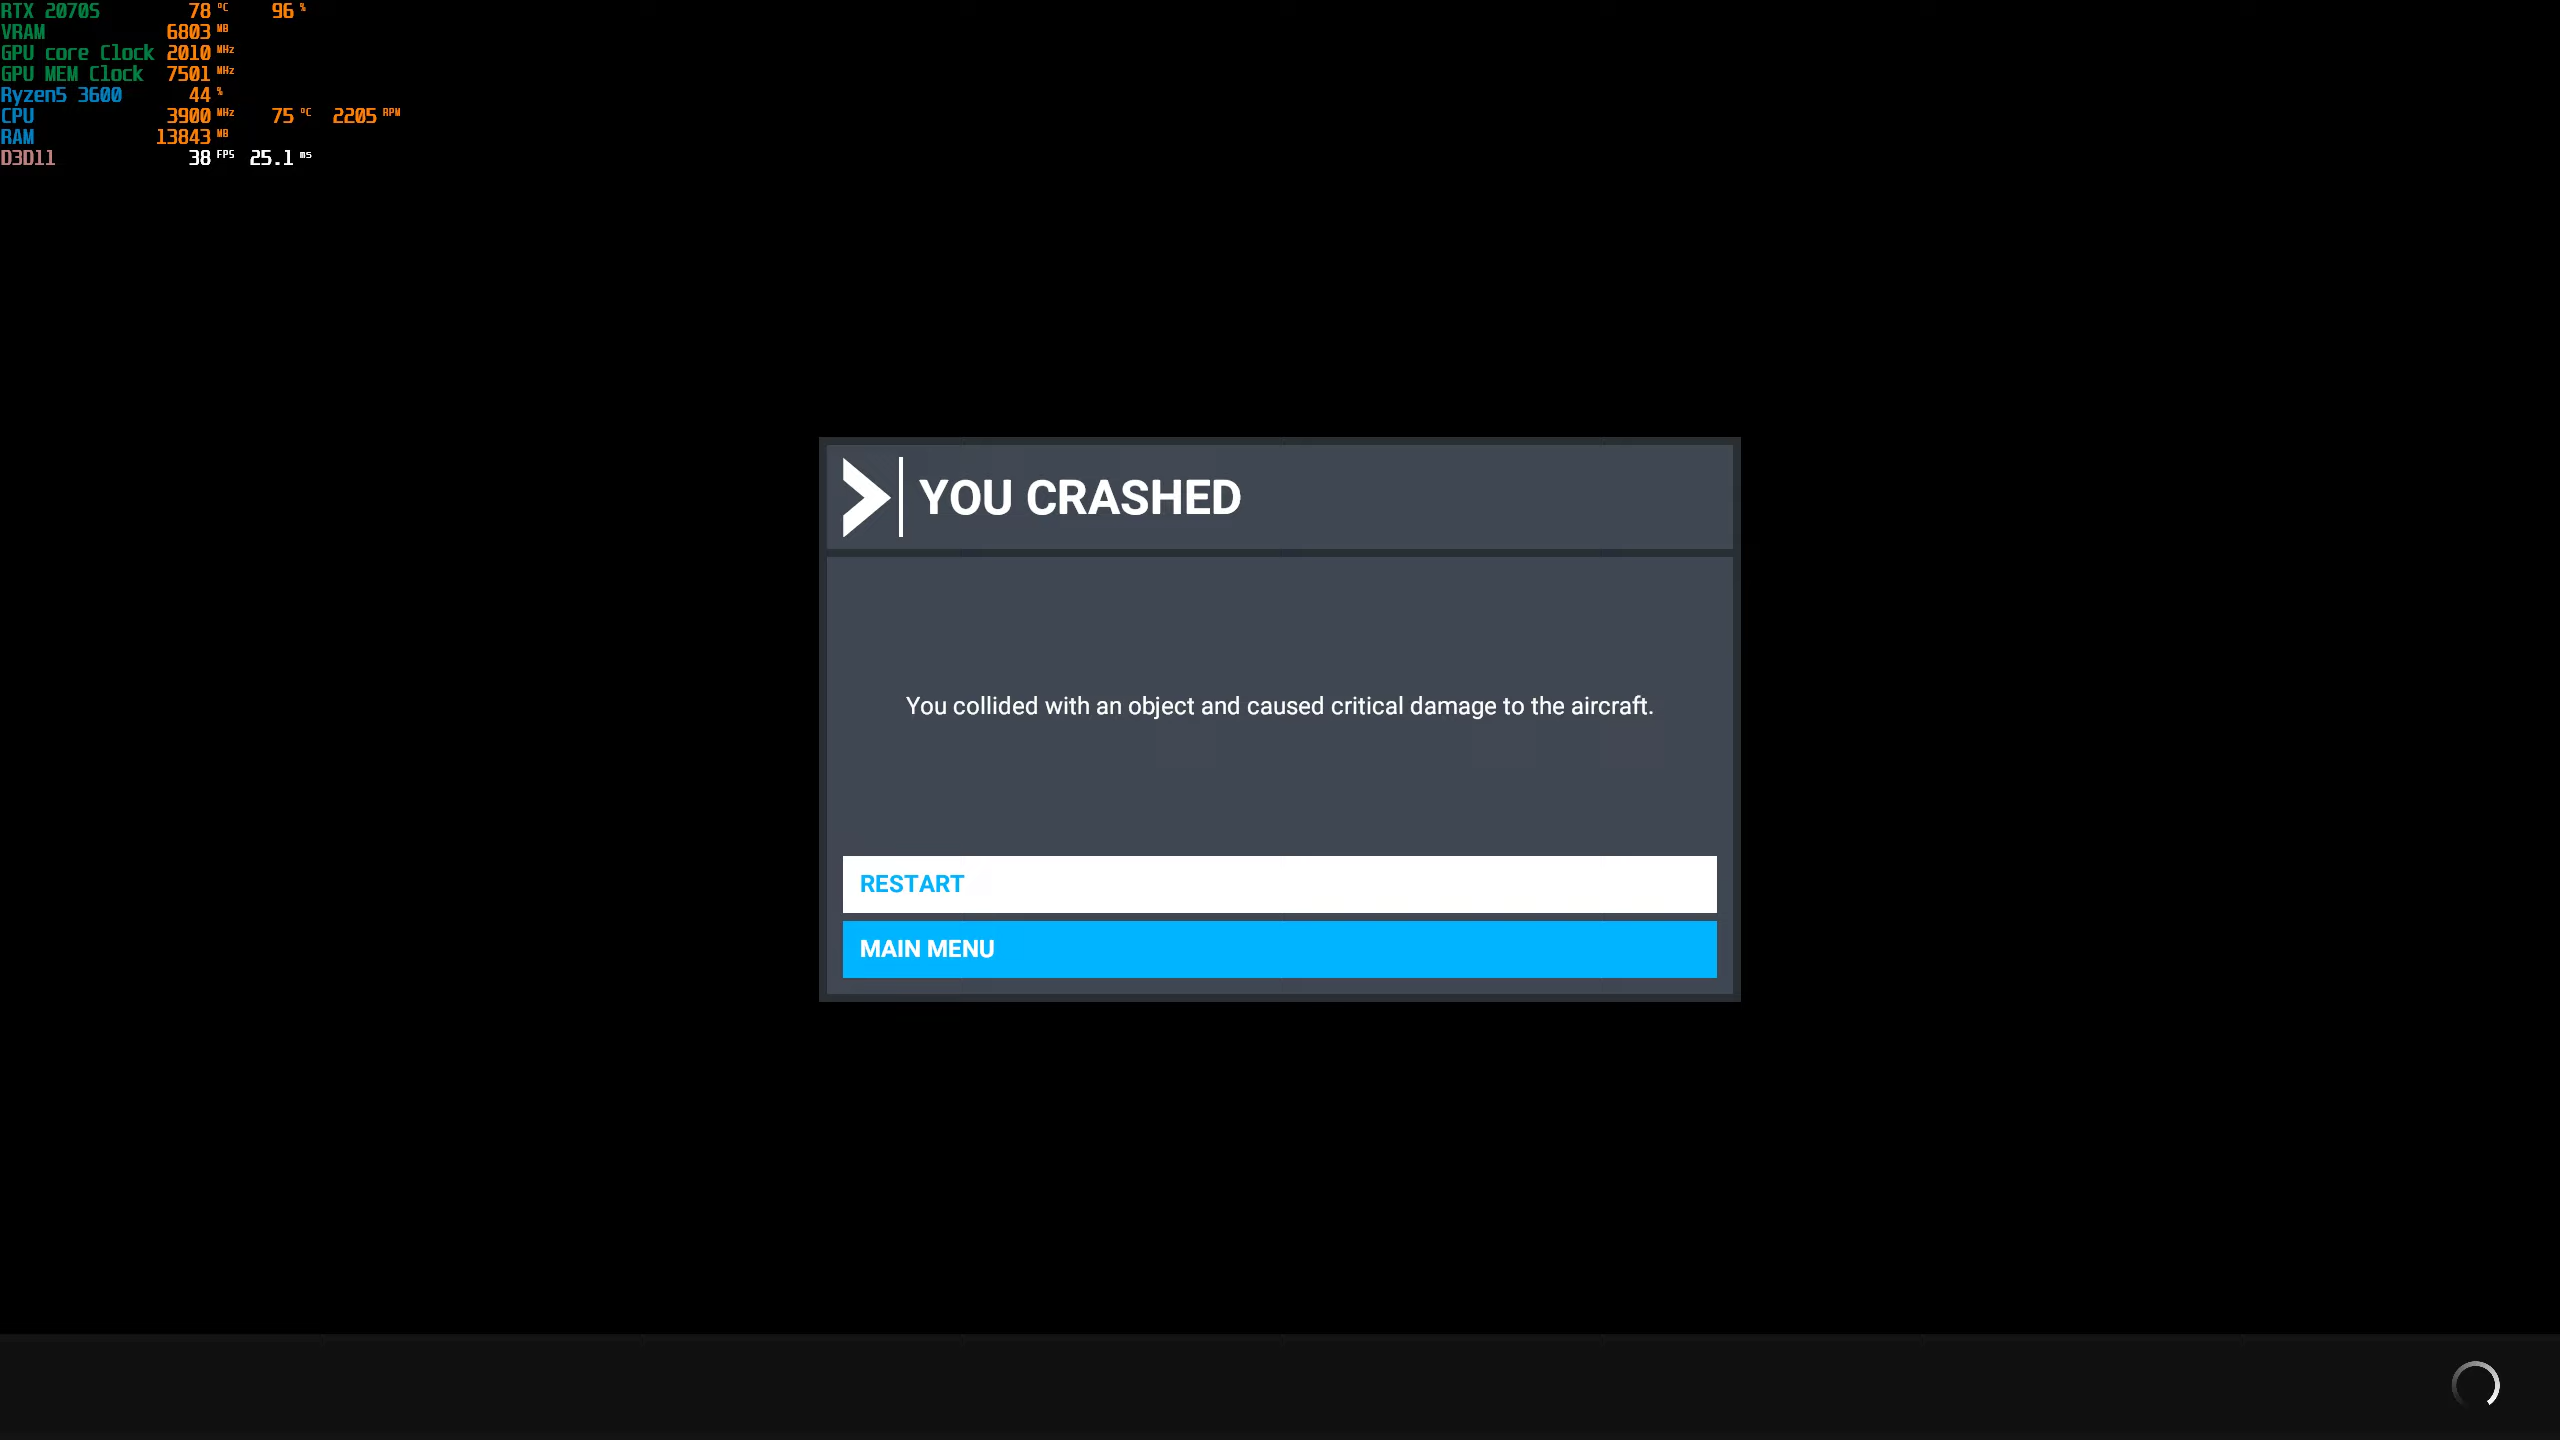 RTX 2070S 78 °C 96 %
VRAM 6803 MB
GPU core Clock 2010 MHz
GPU MEM Clock 7501 MHz
Ryzen5 3600 44 %
CPU 3900 MHz 75 °C 2205 RPM
RAM 13843 MB
D3D11 38 FPS 25.1 ms
YOU CRASHED
You collided with an object and caused critical damage to the aircraft.
RESTART
MAIN MENU